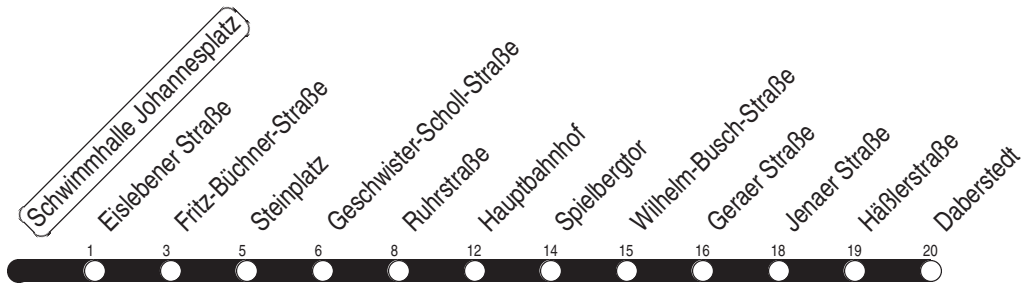 Schwimmhalle Johannesplatz
Eislebener Straße
Fritz-Büchner-Straße
Steinplatz
Geschwister-Scholl-Straße
Ruhrstraße
Hauptbahnhof
Spielbergtor
Wilhelm-Busch-Straße
Geraer Straße
Jenaer Straße
Häßlerstraße
Daberstedt
1 3 5 6 8 12 14 15 16 18 19 20